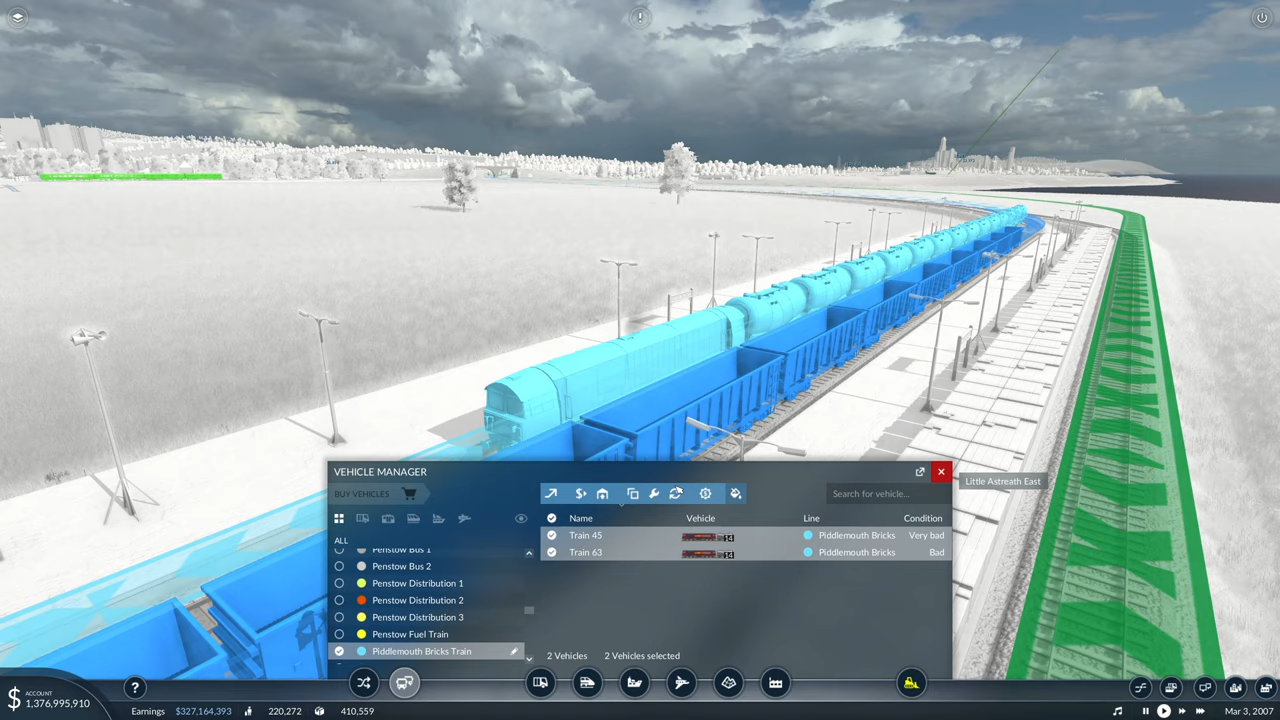 VEHICLE MANAGER
BUY VEHICLES
Search for vehicle...
Little Astreath East
ALL
Name Vehicle Line Condition
Train 45 14 Piddlemouth Bricks Very bad
Train 63 14 Piddlemouth Bricks Bad
Penstow Bus 1
Penstow Bus 2
Penstow Distribution 1
Penstow Distribution 2
Penstow Distribution 3
Penstow Fuel Train
Piddlemouth Bricks Train
2 Vehicles 2 Vehicles selected
$ ACCOUNT
1,376,995,910
?
Earnings $327,164,393 220,272 410,559
Mar 3, 2007